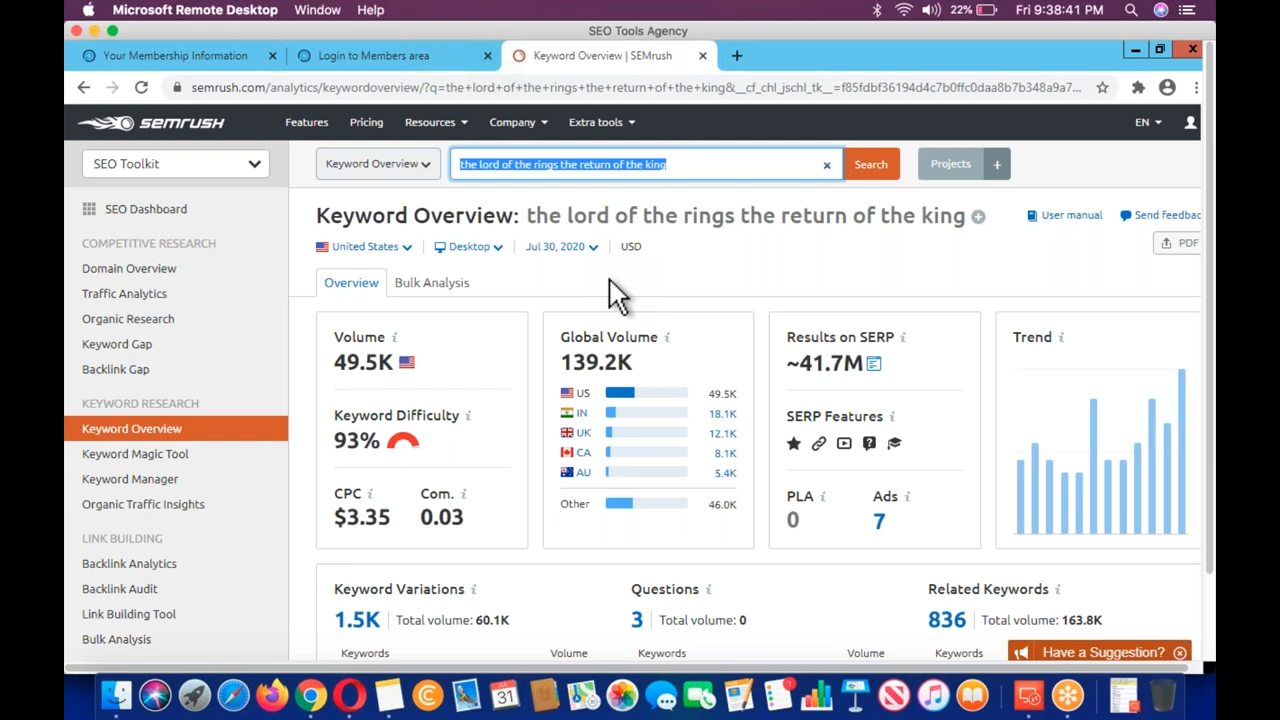 Microsoft Remote Desktop Window Help 22% Fri 9:38:41 PM
SEO Tools Agency
Your Membership Information Login to Members area Keyword Overview | SEMrush
semrush.com/analytics/keywordoverview/?q=the+lord+of+the+rings+the+return+of+the+king&__cf_chl_jschl_tk__=f85fdbf36194d4c7b0ffc0daa8b7b348a9a7...
semrush Features Pricing Resources Company Extra tools EN
SEO Toolkit Keyword Overview the lord of the rings the return of the king Search Projects +
SEO Dashboard
COMPETITIVE RESEARCH
Domain Overview
Traffic Analytics
Organic Research
Keyword Gap
Backlink Gap
KEYWORD RESEARCH
Keyword Overview
Keyword Magic Tool
Keyword Manager
Organic Traffic Insights
LINK BUILDING
Backlink Analytics
Backlink Audit
Link Building Tool
Bulk Analysis
Keyword Overview: the lord of the rings the return of the king User manual Send feedbac
United States Desktop Jul 30, 2020 USD PDF
Overview Bulk Analysis
Volume
49.5K
Keyword Difficulty
93%
CPC Com.
$3.35 0.03
Global Volume
139.2K
US 49.5K
IN 18.1K
UK 12.1K
CA 8.1K
AU 5.4K
Other 46.0K
Results on SERP
~41.7M
SERP Features
PLA Ads
0 7
Trend
Keyword Variations
1.5K Total volume: 60.1K
Keywords Volume
Questions
3 Total volume: 0
Keywords Volume
Related Keywords
836 Total volume: 163.8K
Keywords
Have a Suggestion?
31
1